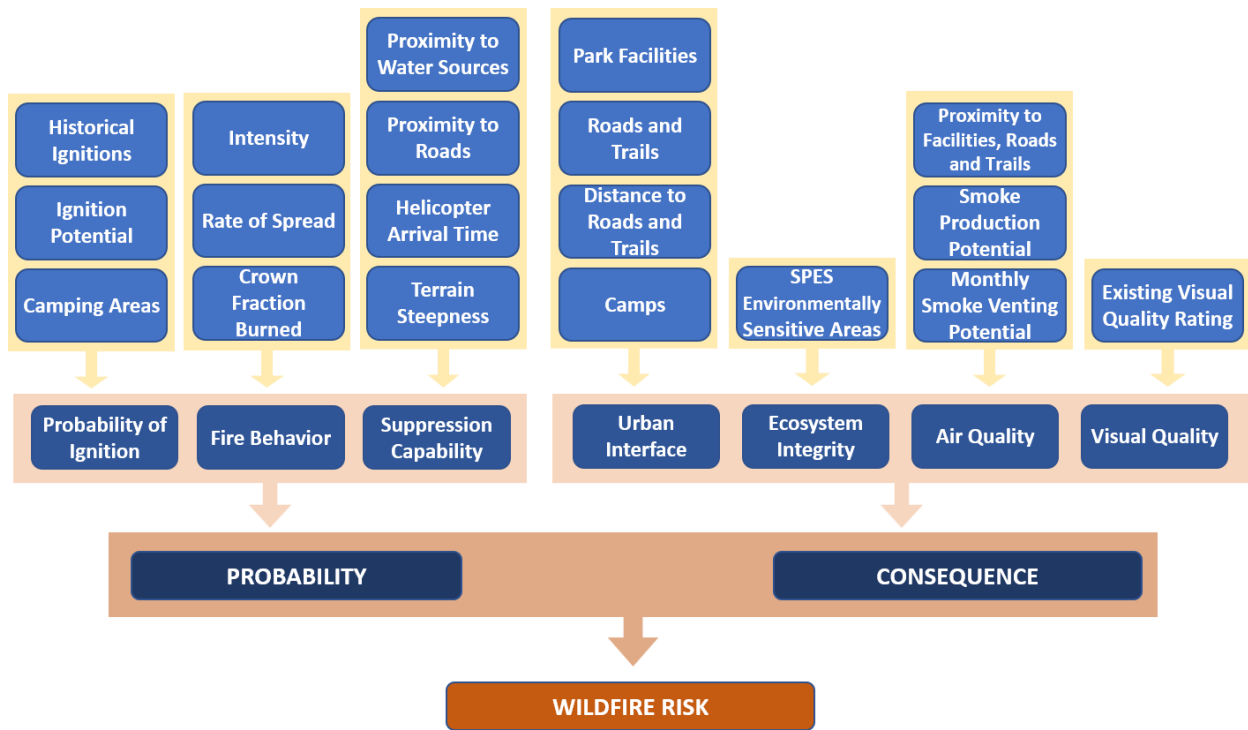 Historical
Ignitions
Ignition
Potential
Camping Areas
Intensity
Rate of Spread
Crown
Fraction
Burned
Proximity to
Water Sources
Proximity to
Roads
Helicopter
Arrival Time
Terrain
Steepness
Park Facilities
Roads and
Trails
Distance to
Roads and
Trails
Camps
SPES
Environmentally
Sensitive Areas
Proximity to
Facilities, Roads
and Trails
Smoke
Production
Potential
Monthly
Smoke Venting
Potential
Existing Visual
Quality Rating
Probability of
Ignition
Fire Behavior
Suppression
Capability
Urban
Interface
Ecosystem
Integrity
Air Quality
Visual Quality
PROBABILITY
CONSEQUENCE
WILDFIRE RISK